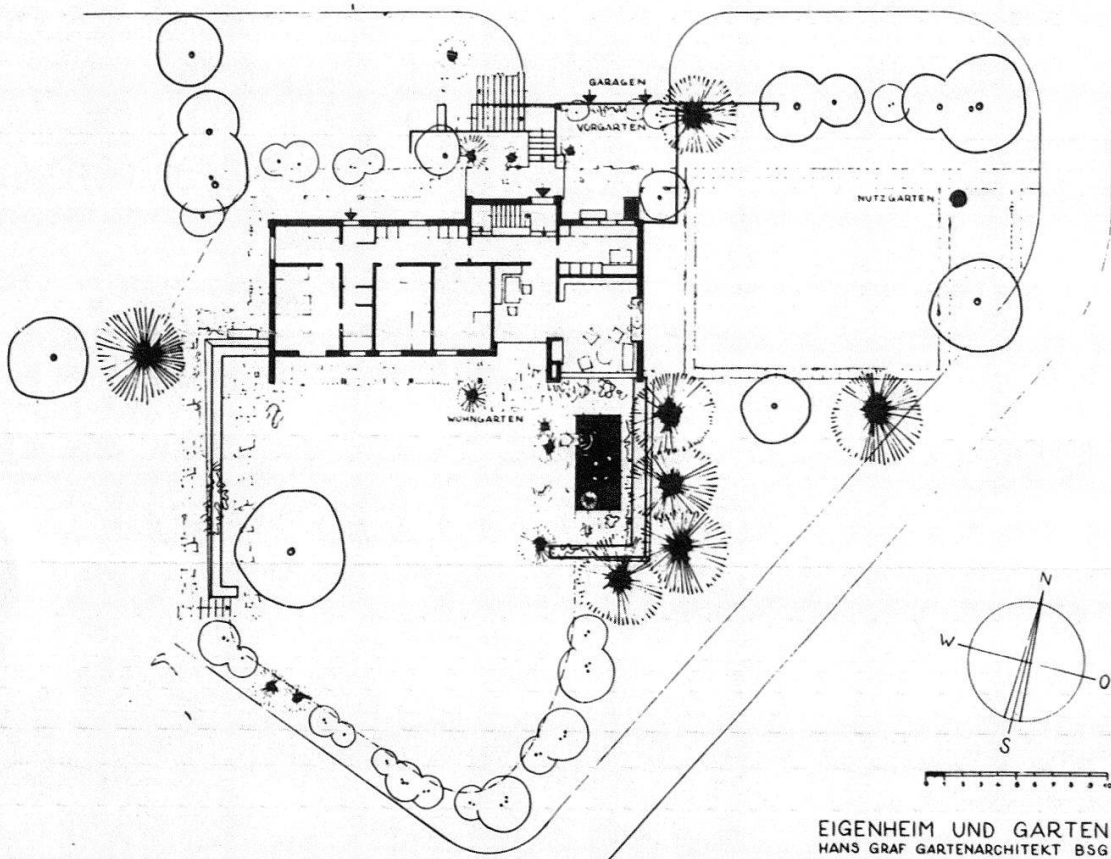 GARAGEN
VORGARTEN
NUTZGARTEN
WOHNGARTEN
N
W
O
S
EIGENHEIM UND GARTEN
HANS GRAF GARTENARCHITEKT BSG